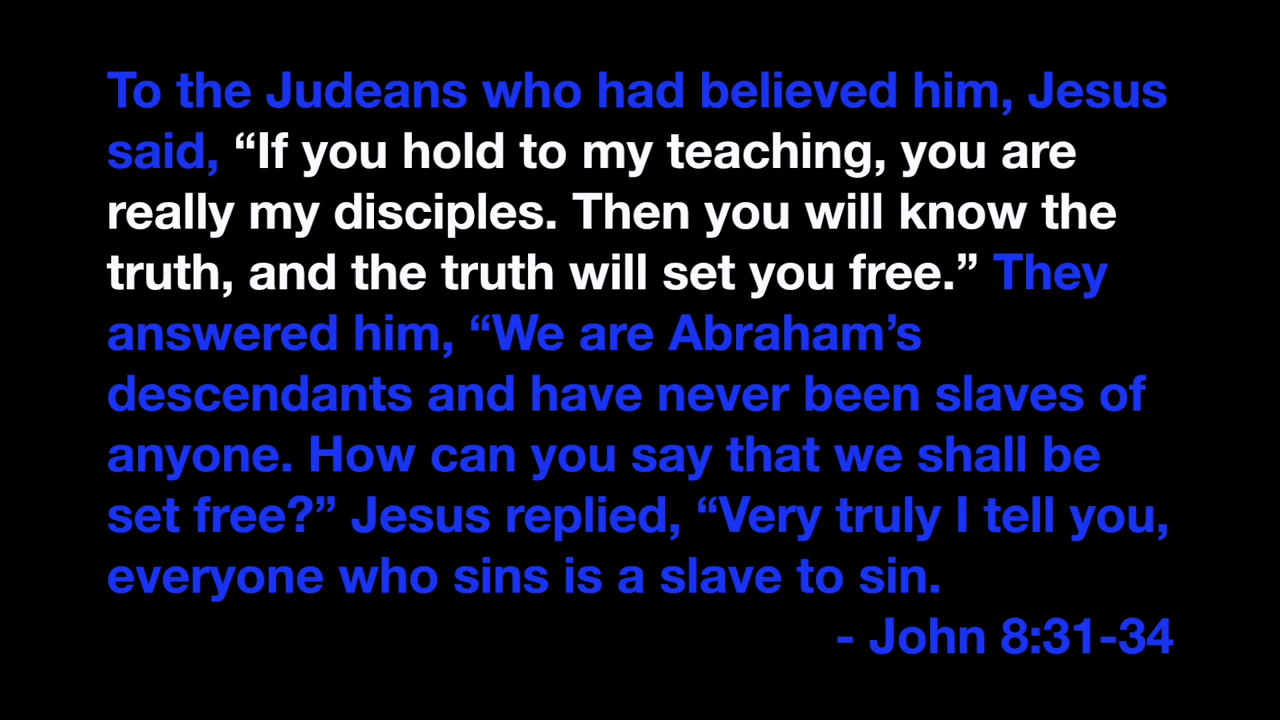 To the Judeans who had believed him, Jesus
said, “If you hold to my teaching, you are
really my disciples. Then you will know the
truth, and the truth will set you free.” They
answered him, “We are Abraham’s
descendants and have never been slaves of
anyone. How can you say that we shall be
set free?” Jesus replied, “Very truly I tell you,
everyone who sins is a slave to sin.
- John 8:31-34